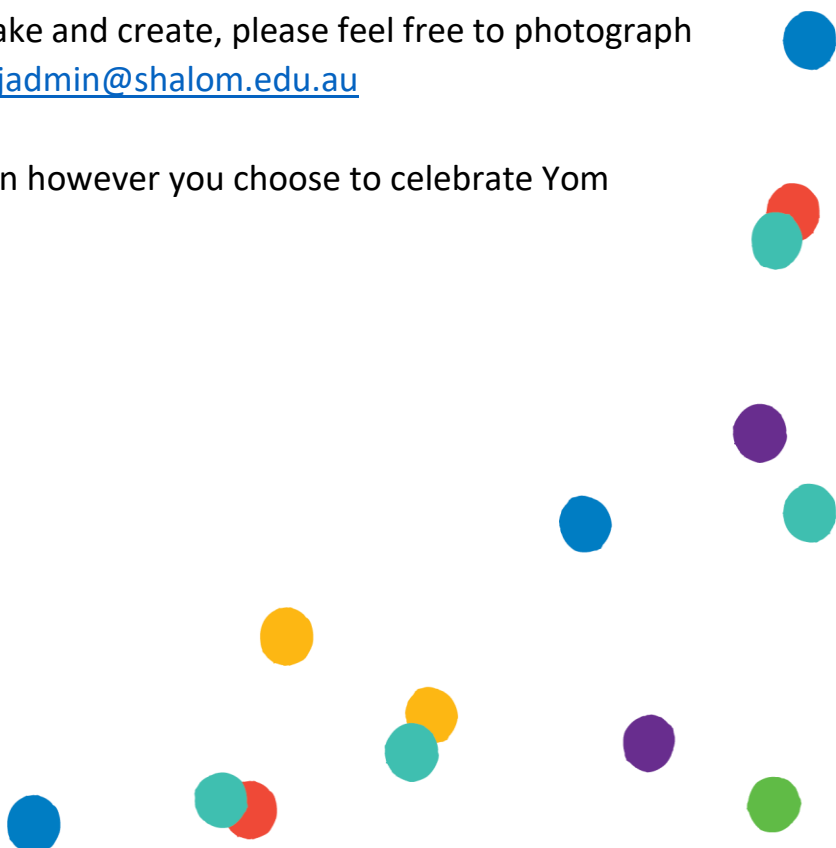 ake and create, please feel free to photograph
jadmin@shalom.edu.au
n however you choose to celebrate Yom